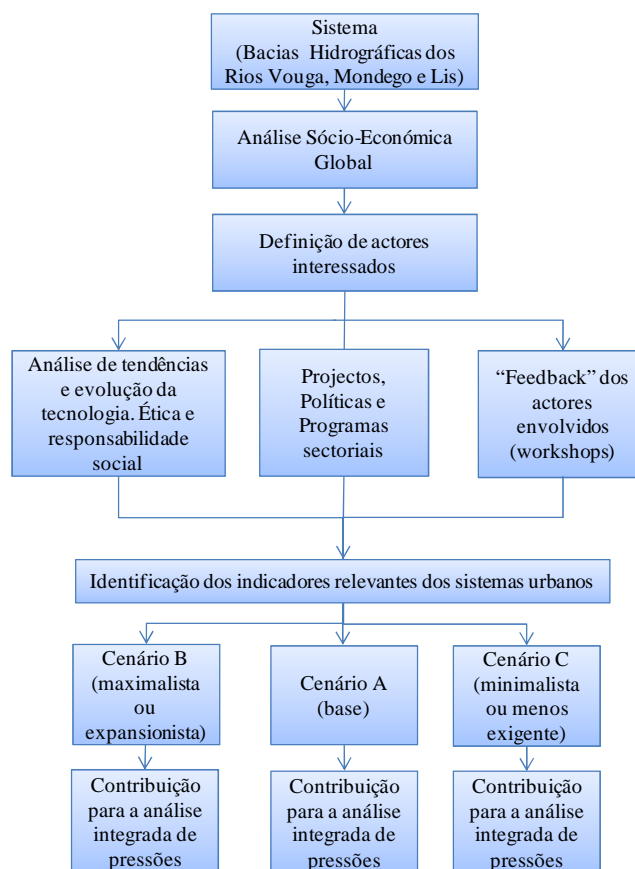 Sistema
(Bacias Hidrográficas dos
Rios Vouga, Mondego e Lis)
Análise Sócio-Económica
Global
Definição de actores
interessados
Análise de tendências
e evolução da
tecnologia. Ética e
responsabilidade
social
Projectos,
Políticas e
Programas
sectoriais
“Feedback” dos
actores
envolvidos
(workshops)
Identificação dos indicadores relevantes dos sistemas urbanos
Cenário B
(maximalista
ou
expansionista)
Cenário A
(base)
Cenário C
(minimalista
ou menos
exigente)
Contribuição
para a análise
integrada de
pressões
Contribuição
para a análise
integrada de
pressões
Contribuição
para a análise
integrada de
pressões